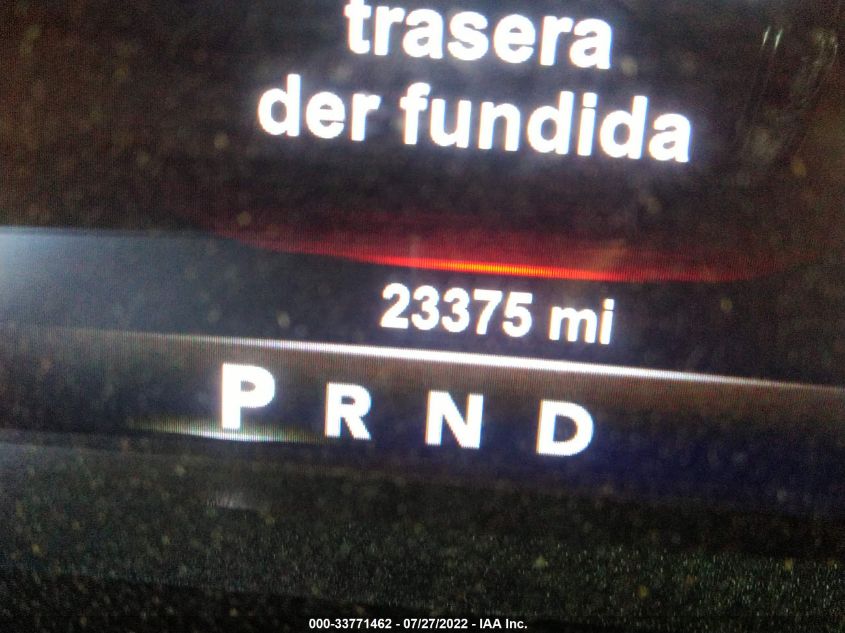 trasera
der fundida
23375 mi
P R N D
000-33771462 - 07/27/2022 - IAA Inc.